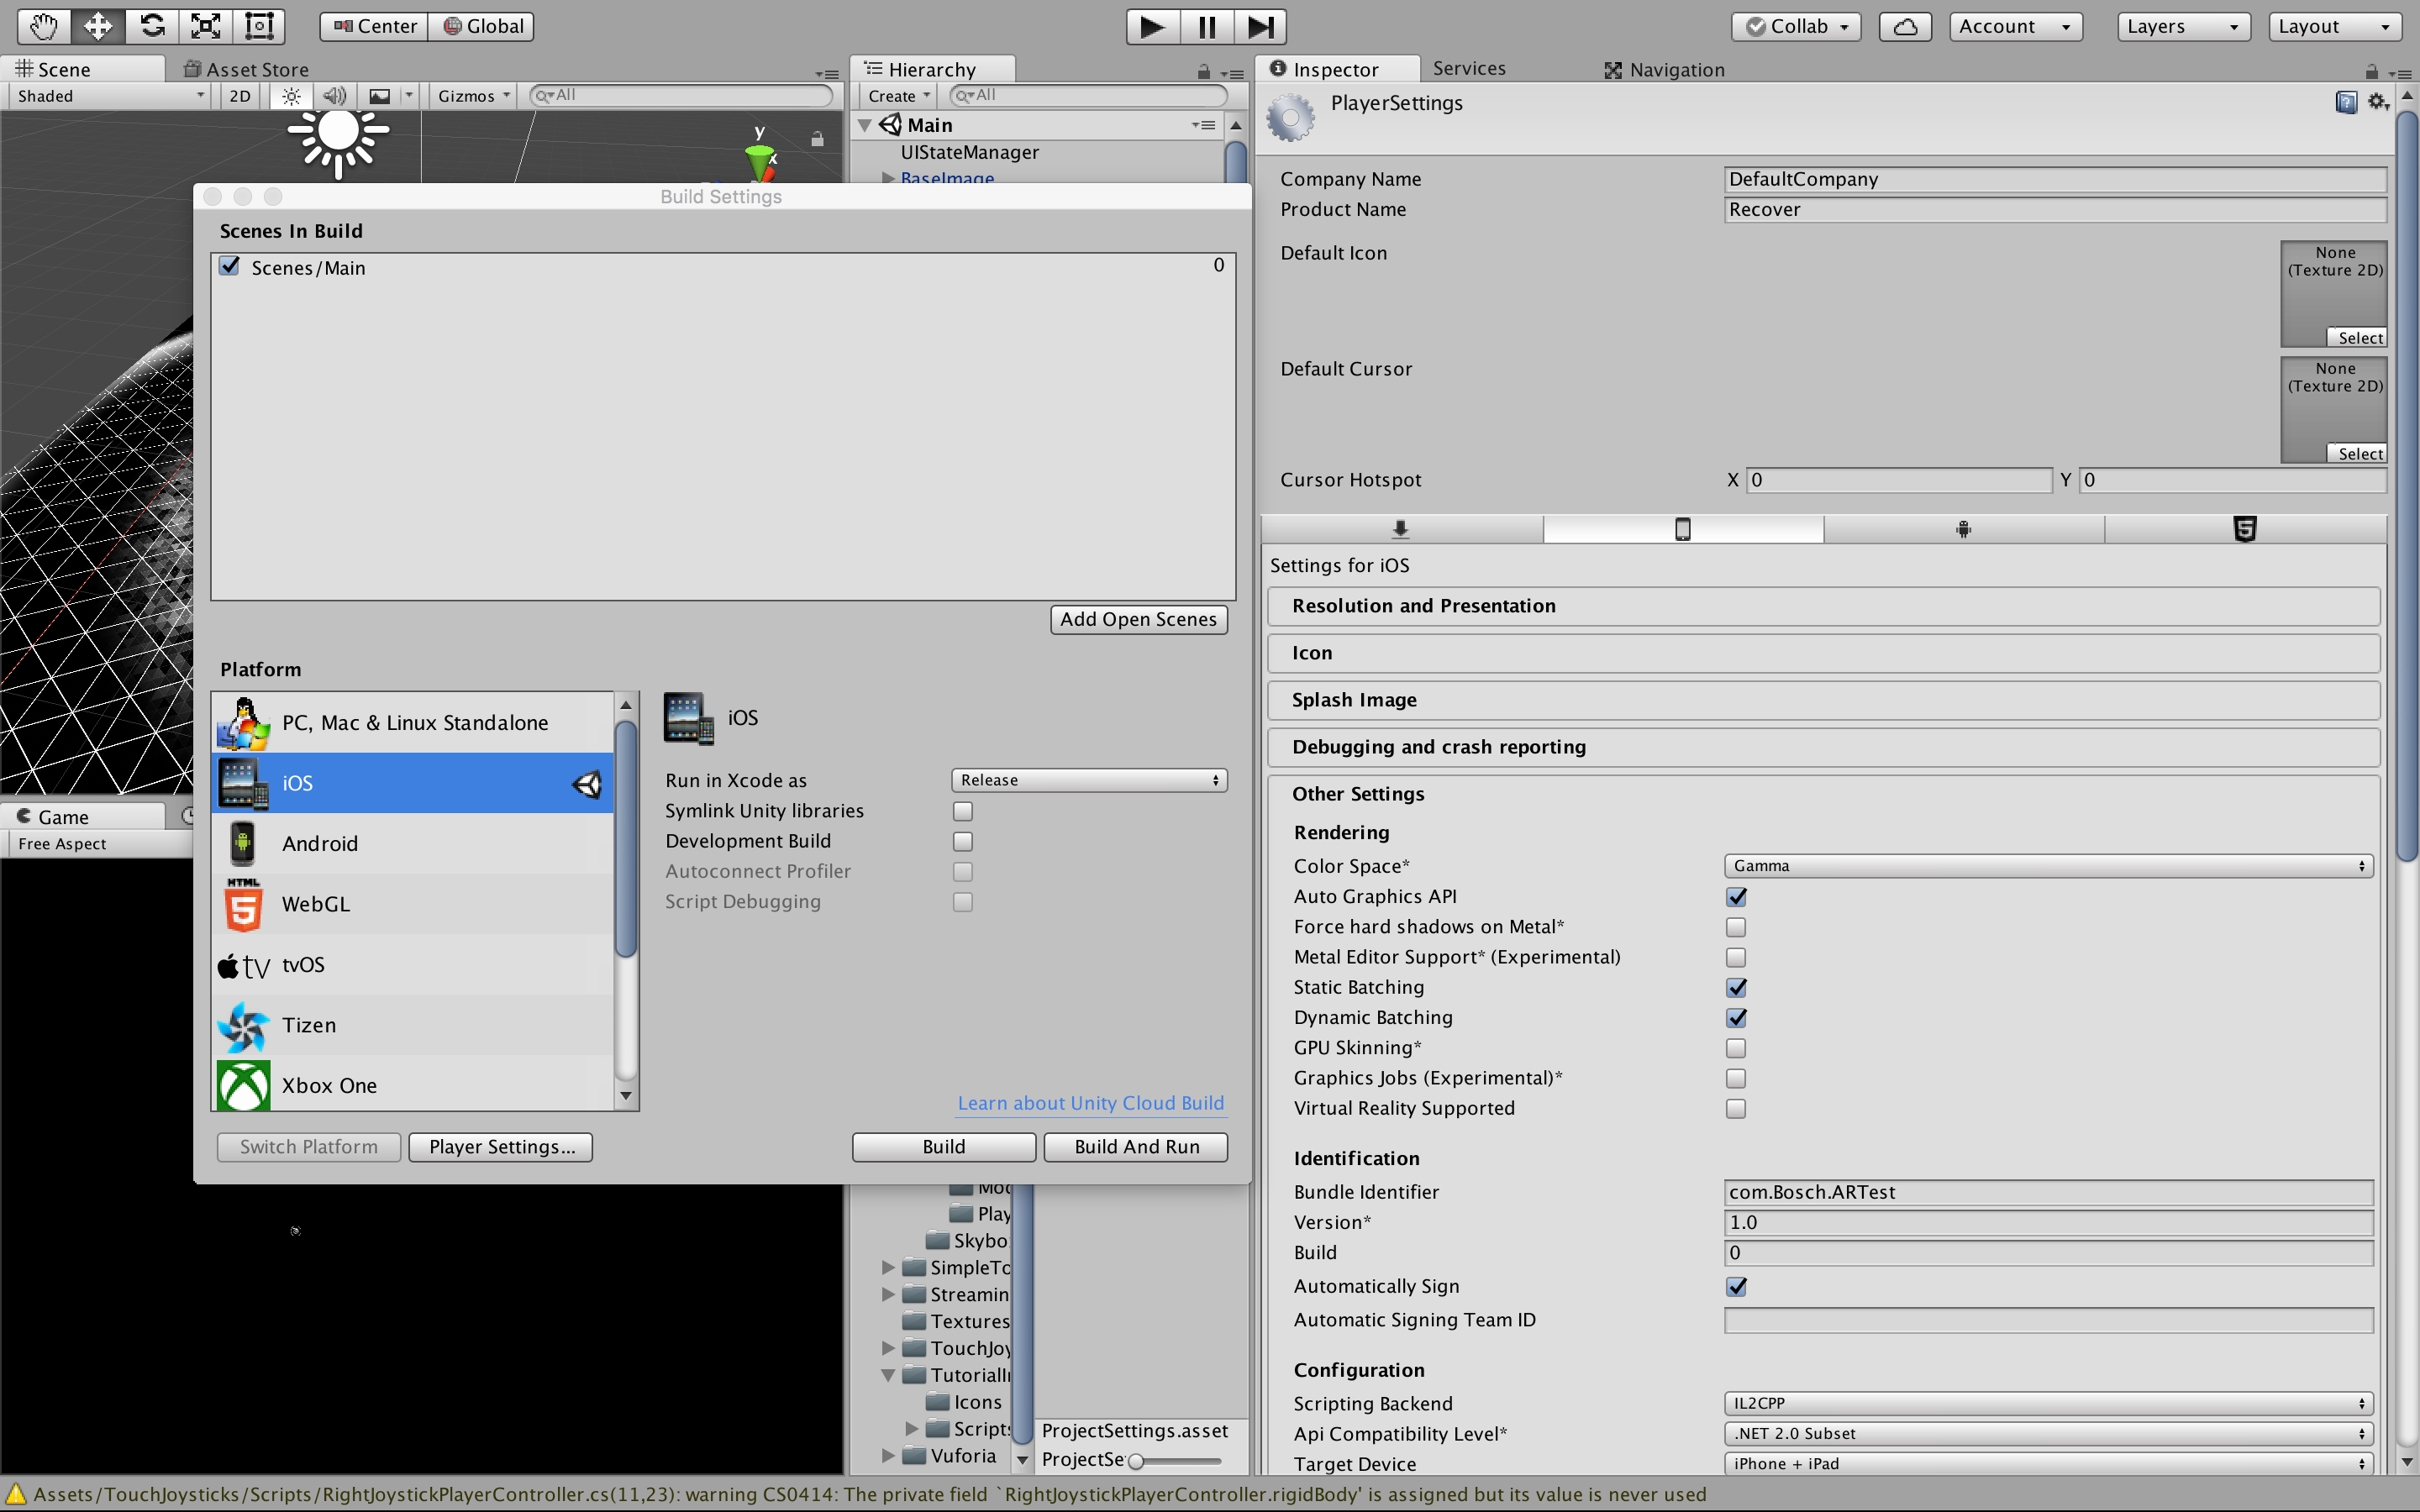 Center Global Collab Account Layers Layout
Scene Asset Store
Shaded 2D Gizmos All
y
x
Hierarchy
Create All
Main
UIStateManager
BaseImage
Build Settings
Scenes In Build
Scenes/Main 0
Add Open Scenes
Platform
PC, Mac & Linux Standalone
iOS
Android
HTML
5
WebGL
tv tvOS
Tizen
Xbox One
iOS
Run in Xcode as Release
Symlink Unity libraries
Development Build
Autoconnect Profiler
Script Debugging
Learn about Unity Cloud Build
Switch Platform Player Settings... Build Build And Run
Game
Free Aspect
Play
Skybo
SimpleTo
Streamin
Textures
TouchJoy
TutorialIn
Icons
Scripts
Vuforia
ProjectSettings.asset
ProjectSe
Inspector Services Navigation
PlayerSettings
Company Name DefaultCompany
Product Name Recover
Default Icon None
(Texture 2D)
Select
Default Cursor None
(Texture 2D)
Select
Cursor Hotspot X 0 Y 0
5
Settings for iOS
Resolution and Presentation
Icon
Splash Image
Debugging and crash reporting
Other Settings
Rendering
Color Space* Gamma
Auto Graphics API
Force hard shadows on Metal*
Metal Editor Support* (Experimental)
Static Batching
Dynamic Batching
GPU Skinning*
Graphics Jobs (Experimental)*
Virtual Reality Supported
Identification
Bundle Identifier com.Bosch.ARTest
Version* 1.0
Build 0
Automatically Sign
Automatic Signing Team ID
Configuration
Scripting Backend IL2CPP
Api Compatibility Level* .NET 2.0 Subset
Target Device iPhone + iPad
Assets/TouchJoysticks/Scripts/RightJoystickPlayerController.cs(11,23): warning CS0414: The private field `RightJoystickPlayerController.rigidBody' is assigned but its value is never used